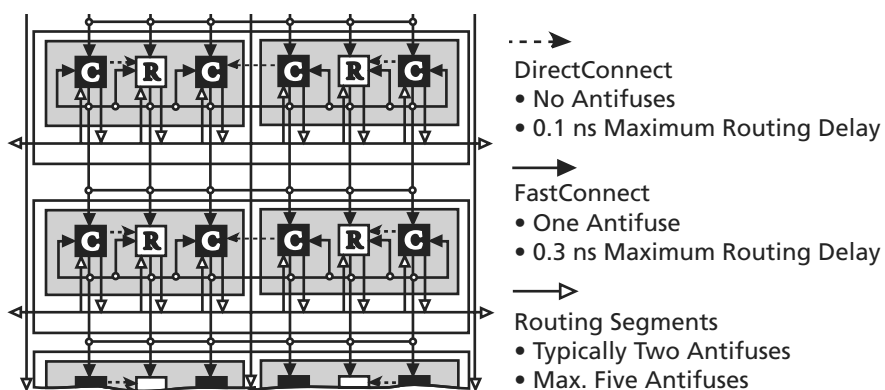 C R C C R C
C R C C R C
DirectConnect
• No Antifuses
• 0.1 ns Maximum Routing Delay
FastConnect
• One Antifuse
• 0.3 ns Maximum Routing Delay
Routing Segments
• Typically Two Antifuses
• Max. Five Antifuses